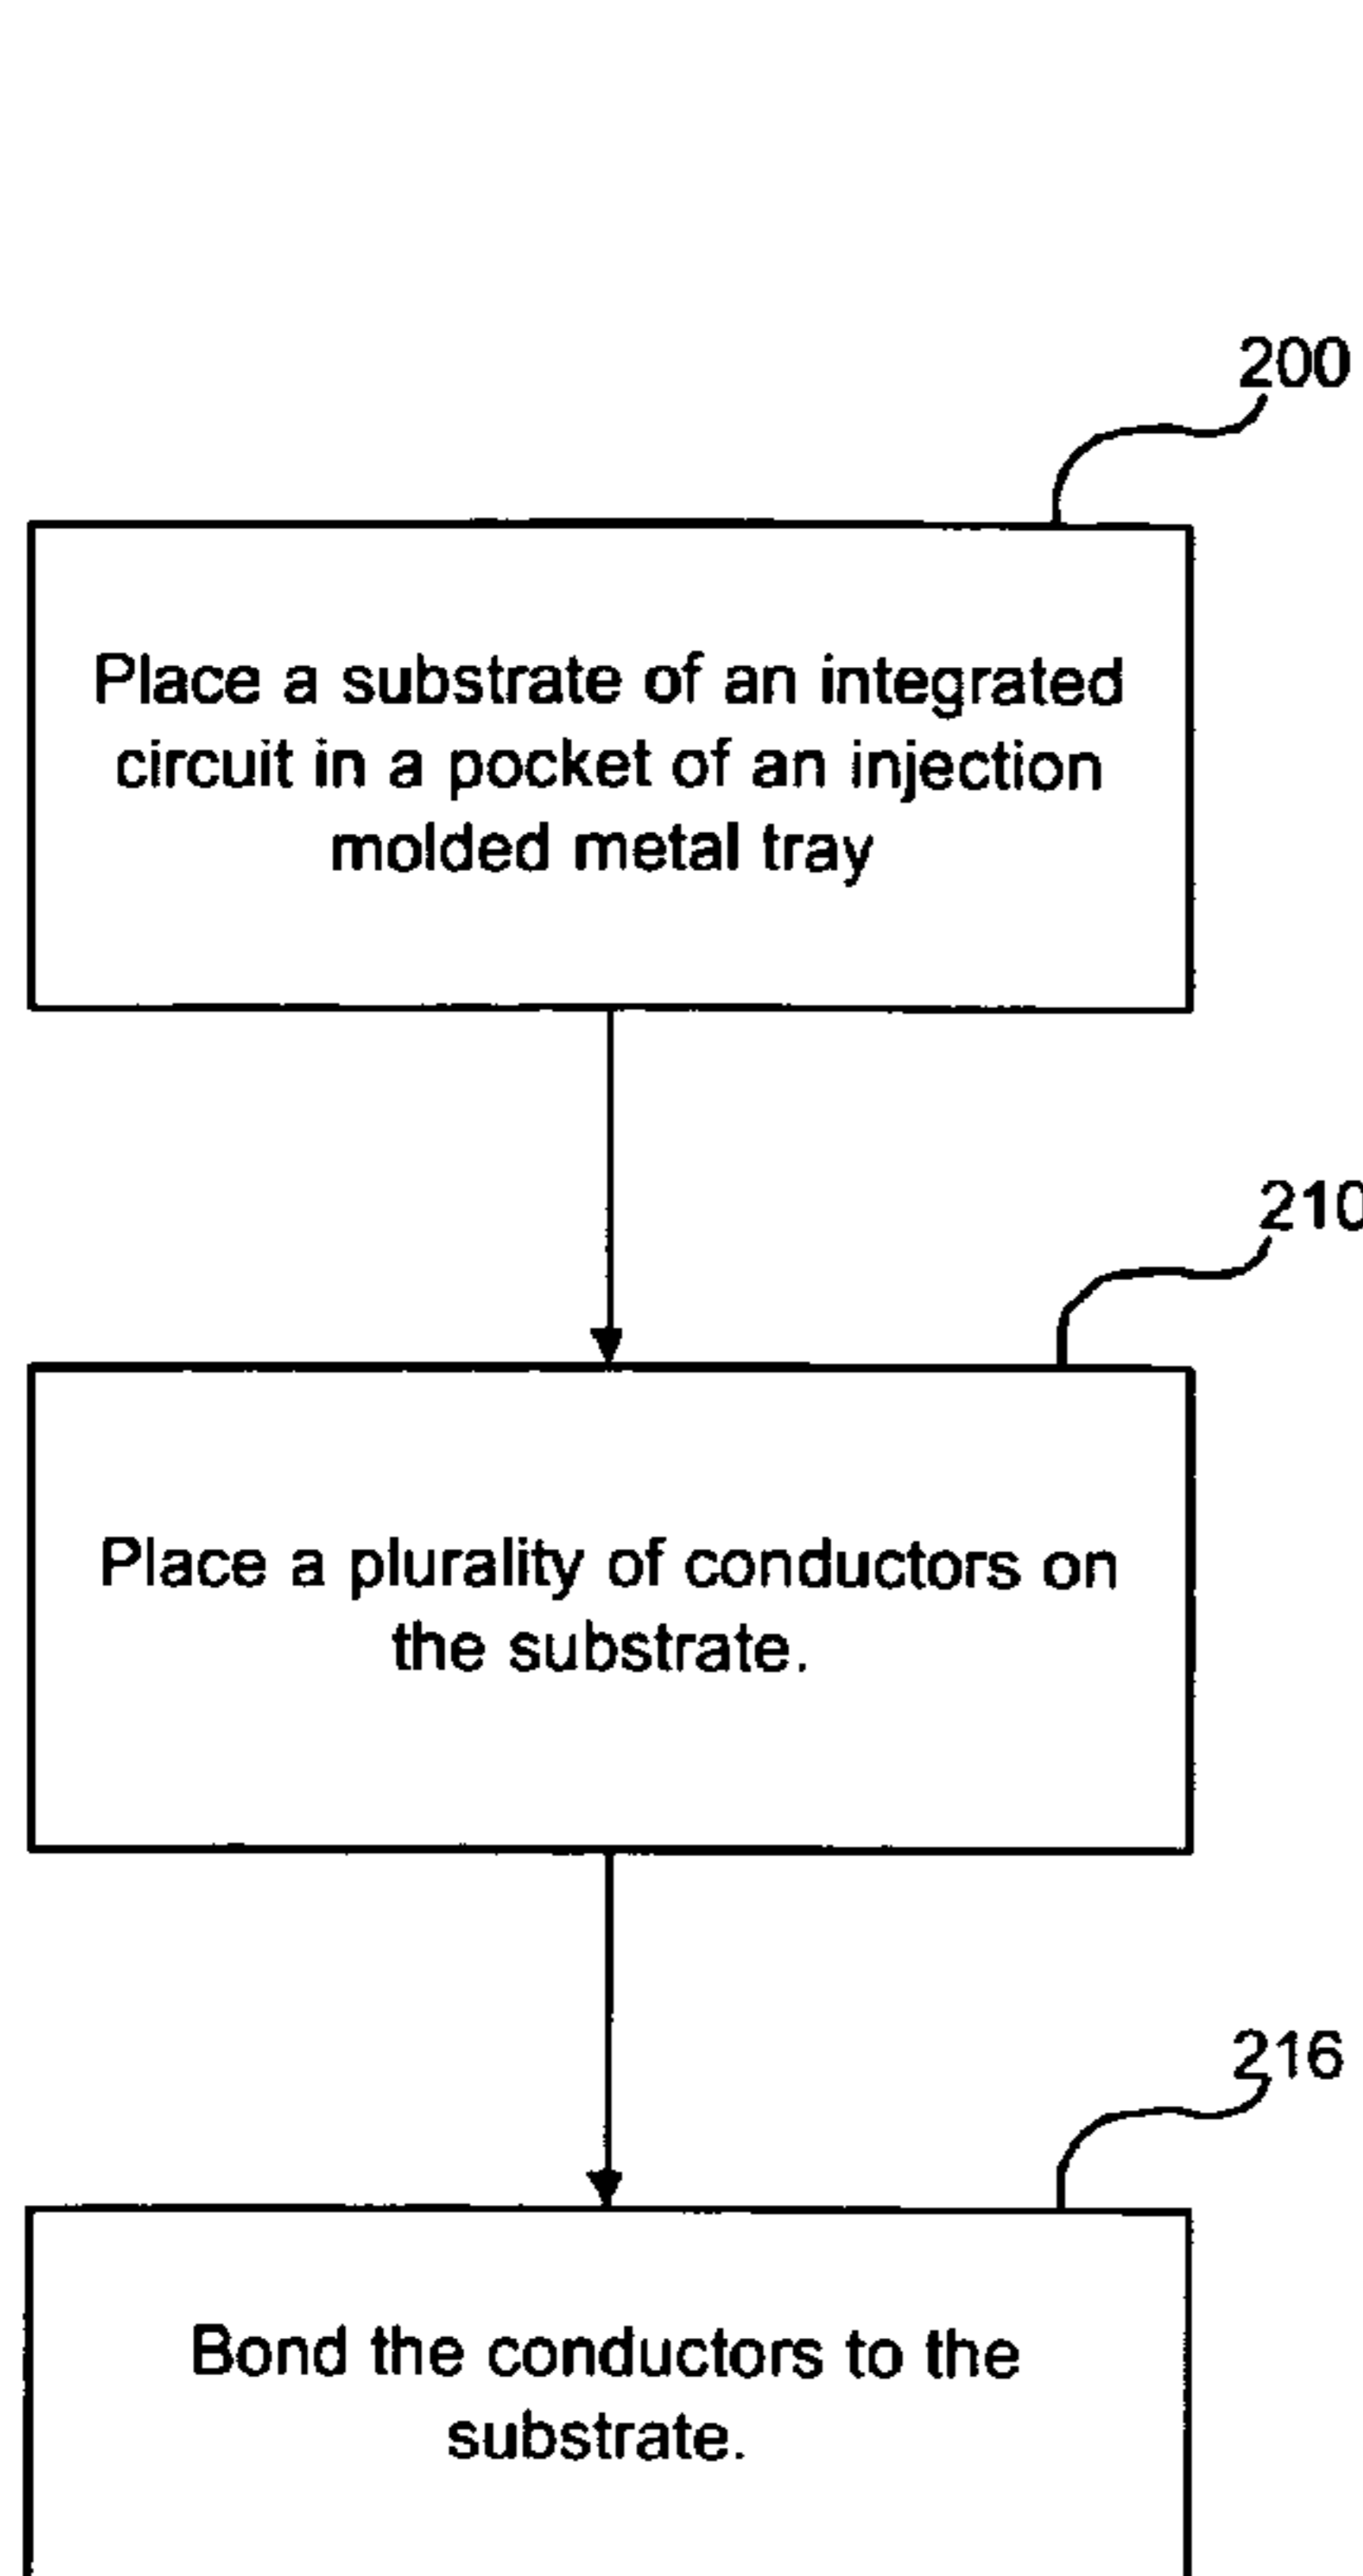 200
Place a substrate of an integrated
circuit in a pocket of an injection
molded metal tray
210
Place a plurality of conductors on
the substrate.
216
Bond the conductors to the
substrate.